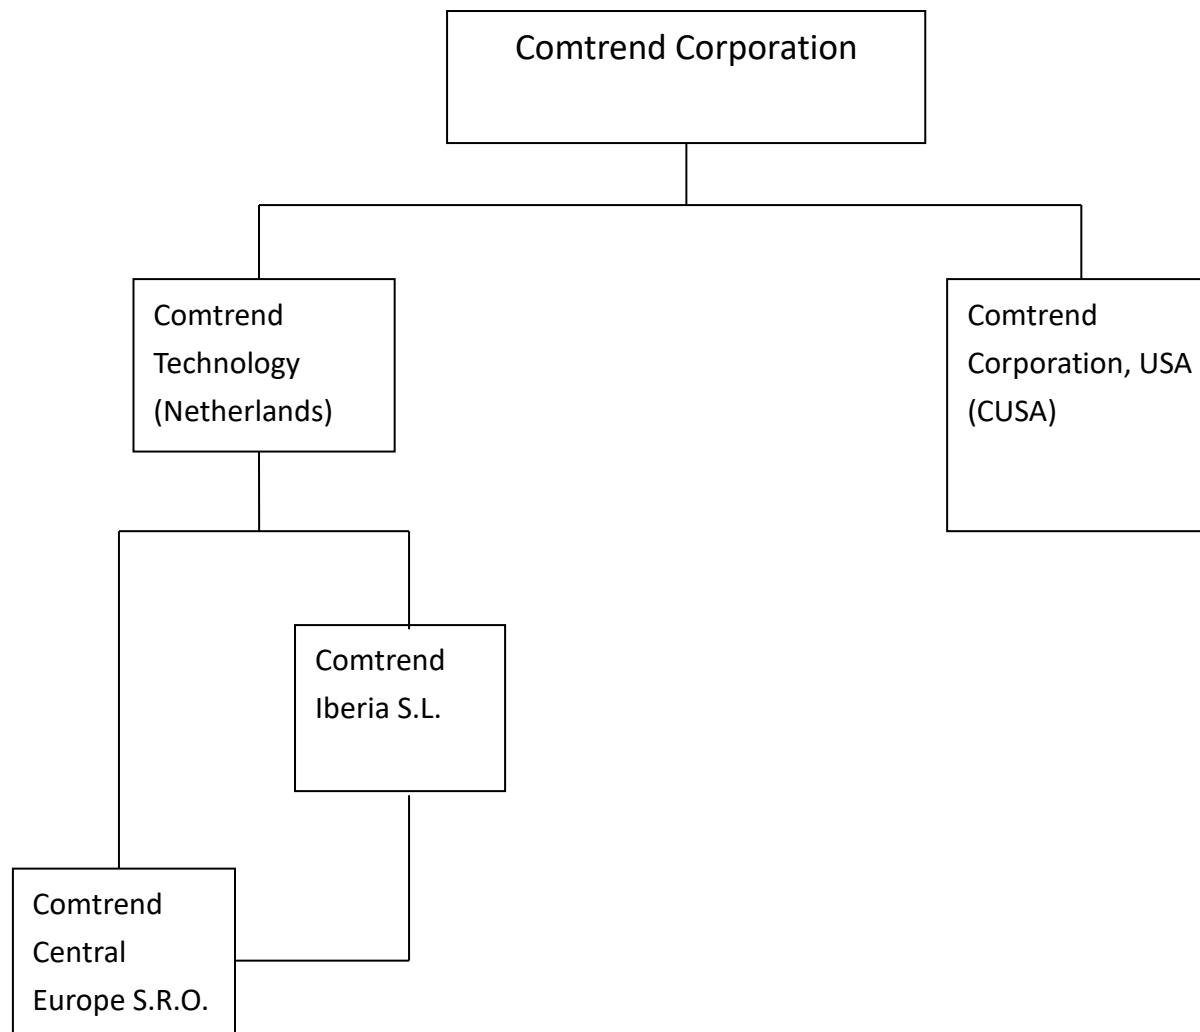 Comtrend Corporation
Comtrend
Technology
(Netherlands)
Comtrend
Corporation, USA
(CUSA)
Comtrend
Iberia S.L.
Comtrend
Central
Europe S.R.O.